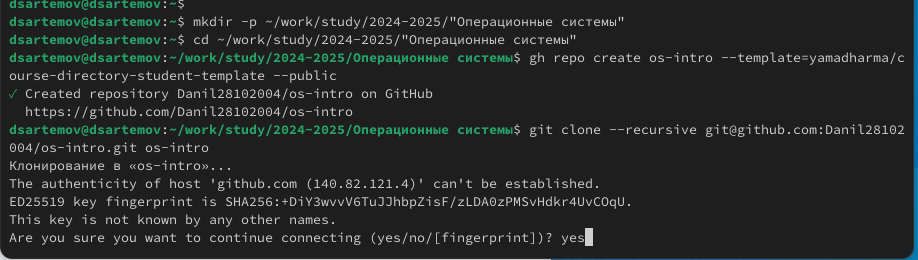 dsartemov@dsartemov:~$
dsartemov@dsartemov:~$ mkdir -p ~/work/study/2024-2025/"Операционные системы"
dsartemov@dsartemov:~$ cd ~/work/study/2024-2025/"Операционные системы"
dsartemov@dsartemov:~/work/study/2024-2025/Операционные системы$ gh repo create os-intro --template=yamadharma/c
ourse-directory-student-template --public
✓ Created repository Danil28102004/os-intro on GitHub
  https://github.com/Danil28102004/os-intro
dsartemov@dsartemov:~/work/study/2024-2025/Операционные системы$ git clone --recursive git@github.com:Danil28102
004/os-intro.git os-intro
Клонирование в «os-intro»...
The authenticity of host 'github.com (140.82.121.4)' can't be established.
ED25519 key fingerprint is SHA256:+DiY3wvvV6TuJJhbpZisF/zLDA0zPMSvHdkr4UvCOqU.
This key is not known by any other names.
Are you sure you want to continue connecting (yes/no/[fingerprint])? yes